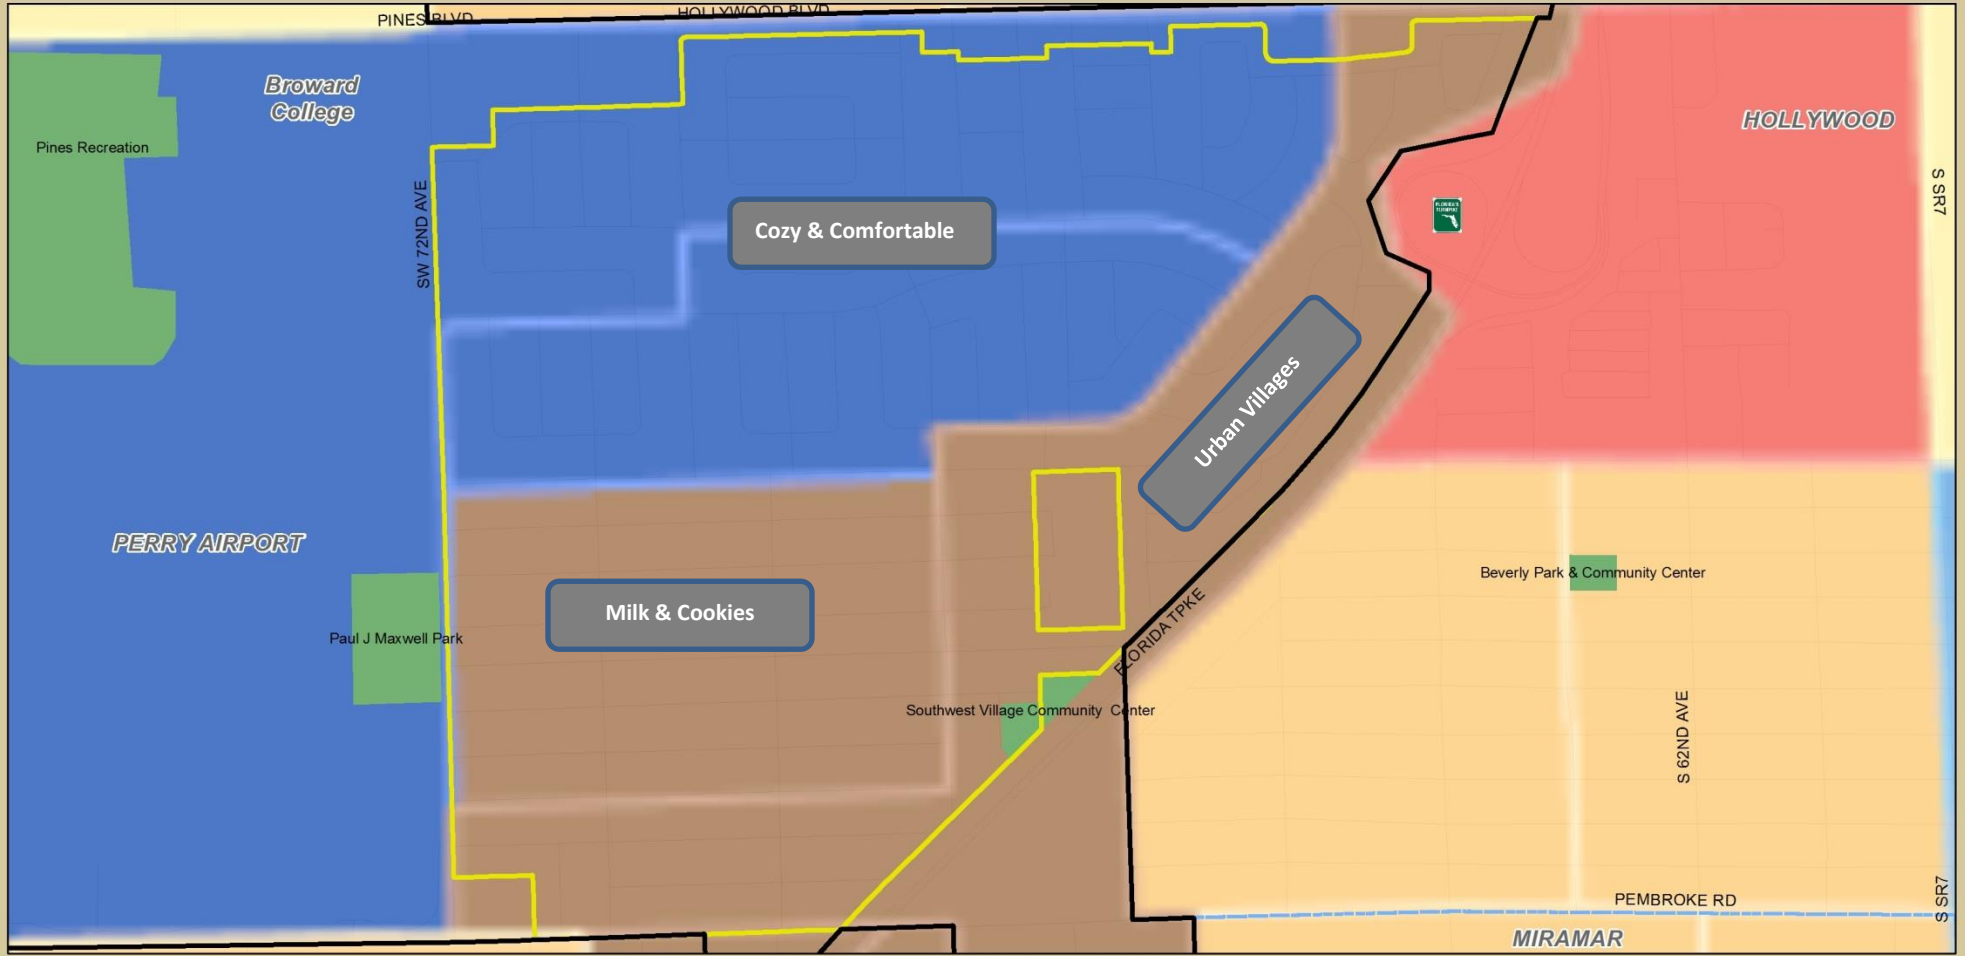 PINES BLVD
HOLLYWOOD BLVD
Broward
College
HOLLYWOOD
Pines Recreation
SW 72ND AVE
S SR7
FLORIDA'S
TURNPIKE
Cozy & Comfortable
Urban Villages
PERRY AIRPORT
Beverly Park & Community Center
Milk & Cookies
Paul J Maxwell Park
FLORIDA TPKE
Southwest Village Community Center
S 62ND AVE
PEMBROKE RD
S SR7
MIRAMAR